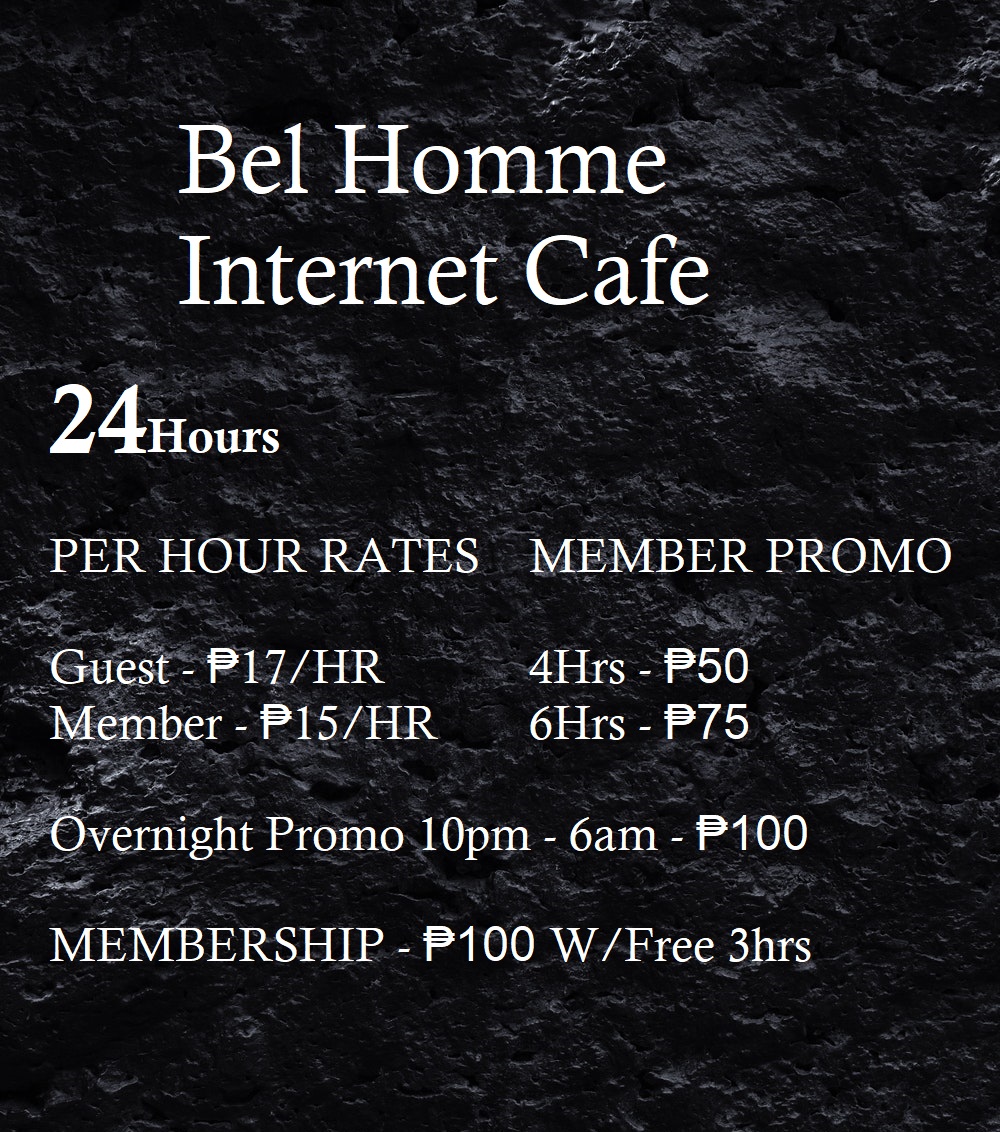 Bel Homme
Internet Cafe
24Hours
PER HOUR RATES
Guest - ₱17/HR
Member - ₱15/HR
MEMBER PROMO
4Hrs - ₱50
6Hrs - ₱75
Overnight Promo 10pm - 6am - ₱100
MEMBERSHIP - ₱100 W/Free 3hrs